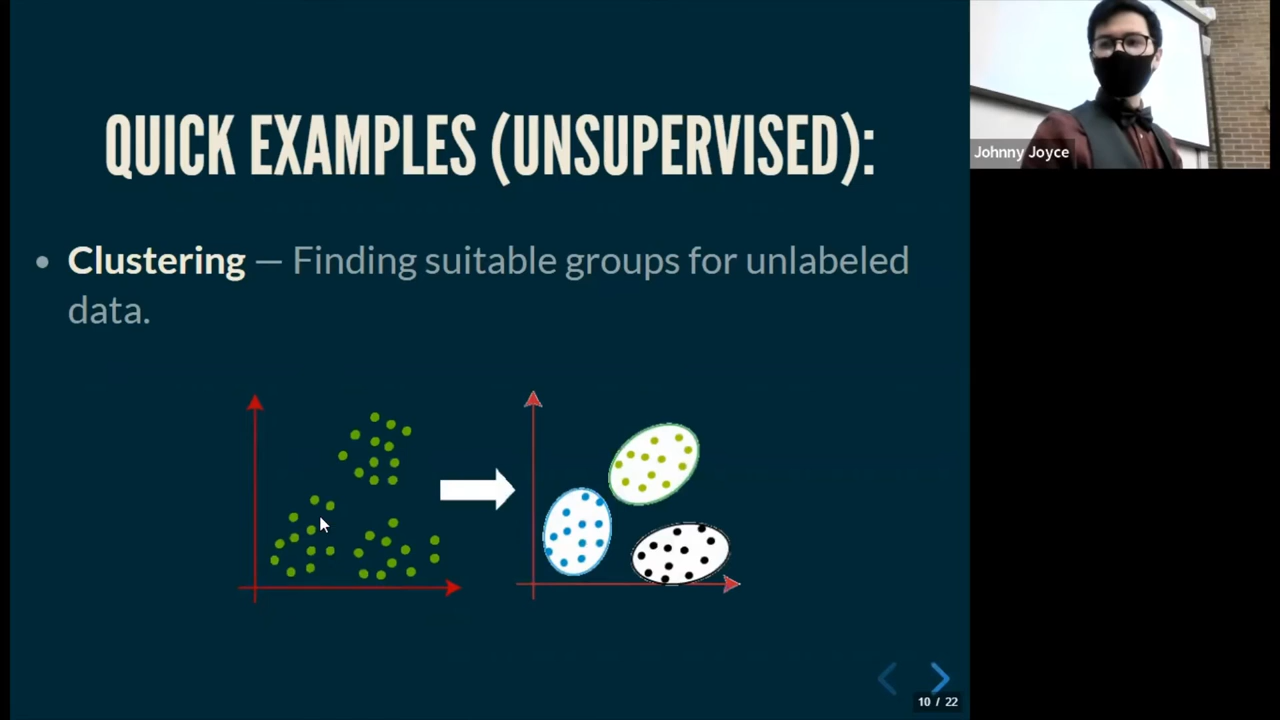 QUICK EXAMPLES (UNSUPERVISED):
Clustering — Finding suitable groups for unlabeled
data.
Johnny Joyce
10 / 22